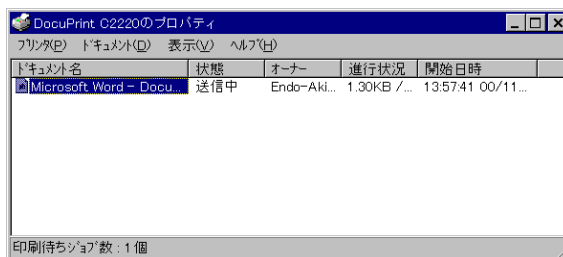 DocuPrint C2220のプロパティ
プリンタ(P) ドキュメント(D) 表示(V) ヘルプ(H)
ドキュメント名 状態 オーナー 進行状況 開始日時
Microsoft Word - Docu... 送信中 Endo-Aki... 1.30KB /... 13:57:41 00/11...
印刷待ちジョブ数 : 1 個